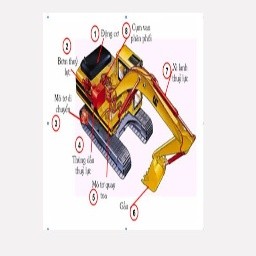 1 Động cơ
8 Cụm van
phân phối
2
Bơm thuỷ
lực
7
Xi lanh
thuỷ lực
Mô tơ di
chuyển
3
4
Thùng dầu
thuỷ lực
Mô tơ quay
toa
5
Gầu
6